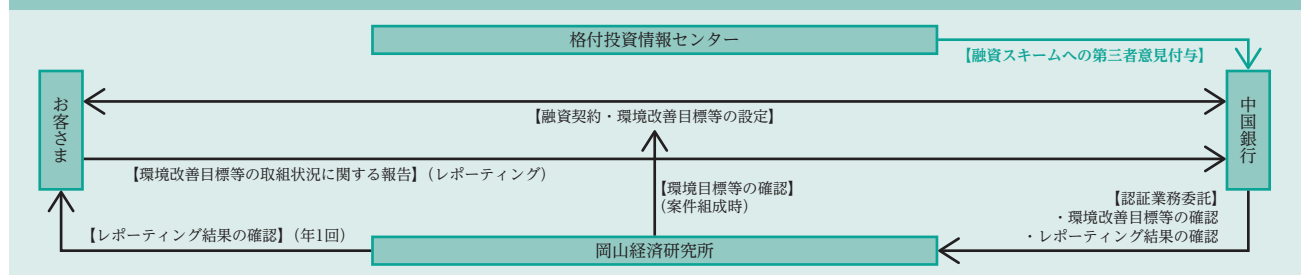 格付投資情報センター
【融資スキームへの第三者意見付与】
お客さま
中国銀行
【融資契約・環境改善目標等の設定】
【環境改善目標等の取組状況に関する報告】（レポーティング）
【環境目標等の確認】
（案件組成時）
【認証業務委託】
・環境改善目標等の確認
・レポーティング結果の確認
【レポーティング結果の確認】（年1回）
岡山経済研究所